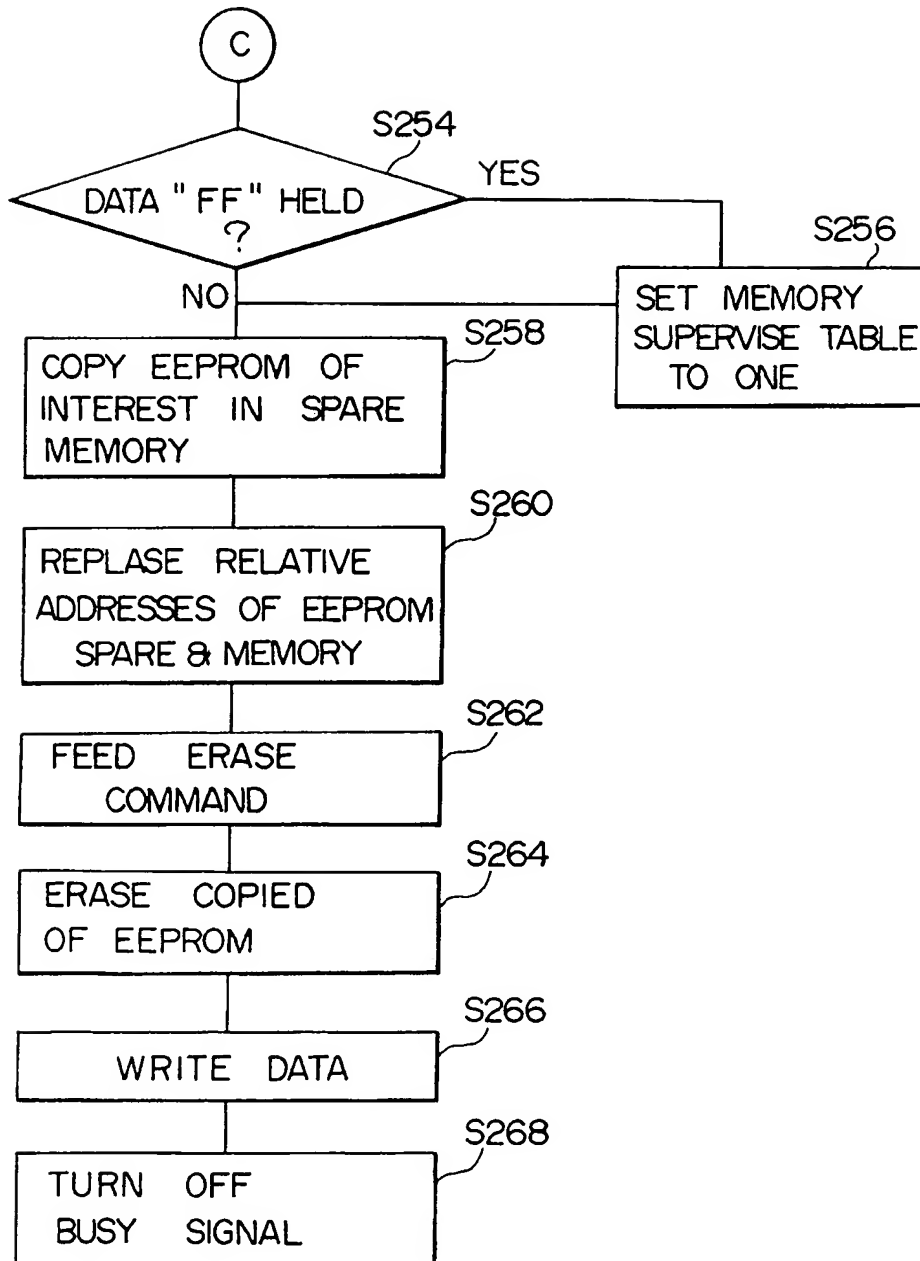 C
S254
DATA "FF" HELD
?
YES
NO
S256
SET MEMORY
SUPERVISE TABLE
TO ONE
S258
COPY EEPROM OF
INTEREST IN SPARE
MEMORY
S260
REPLASE RELATIVE
ADDRESSES OF EEPROM
SPARE & MEMORY
S262
FEED ERASE
COMMAND
S264
ERASE COPIED
OF EEPROM
S266
WRITE DATA
S268
TURN OFF
BUSY SIGNAL